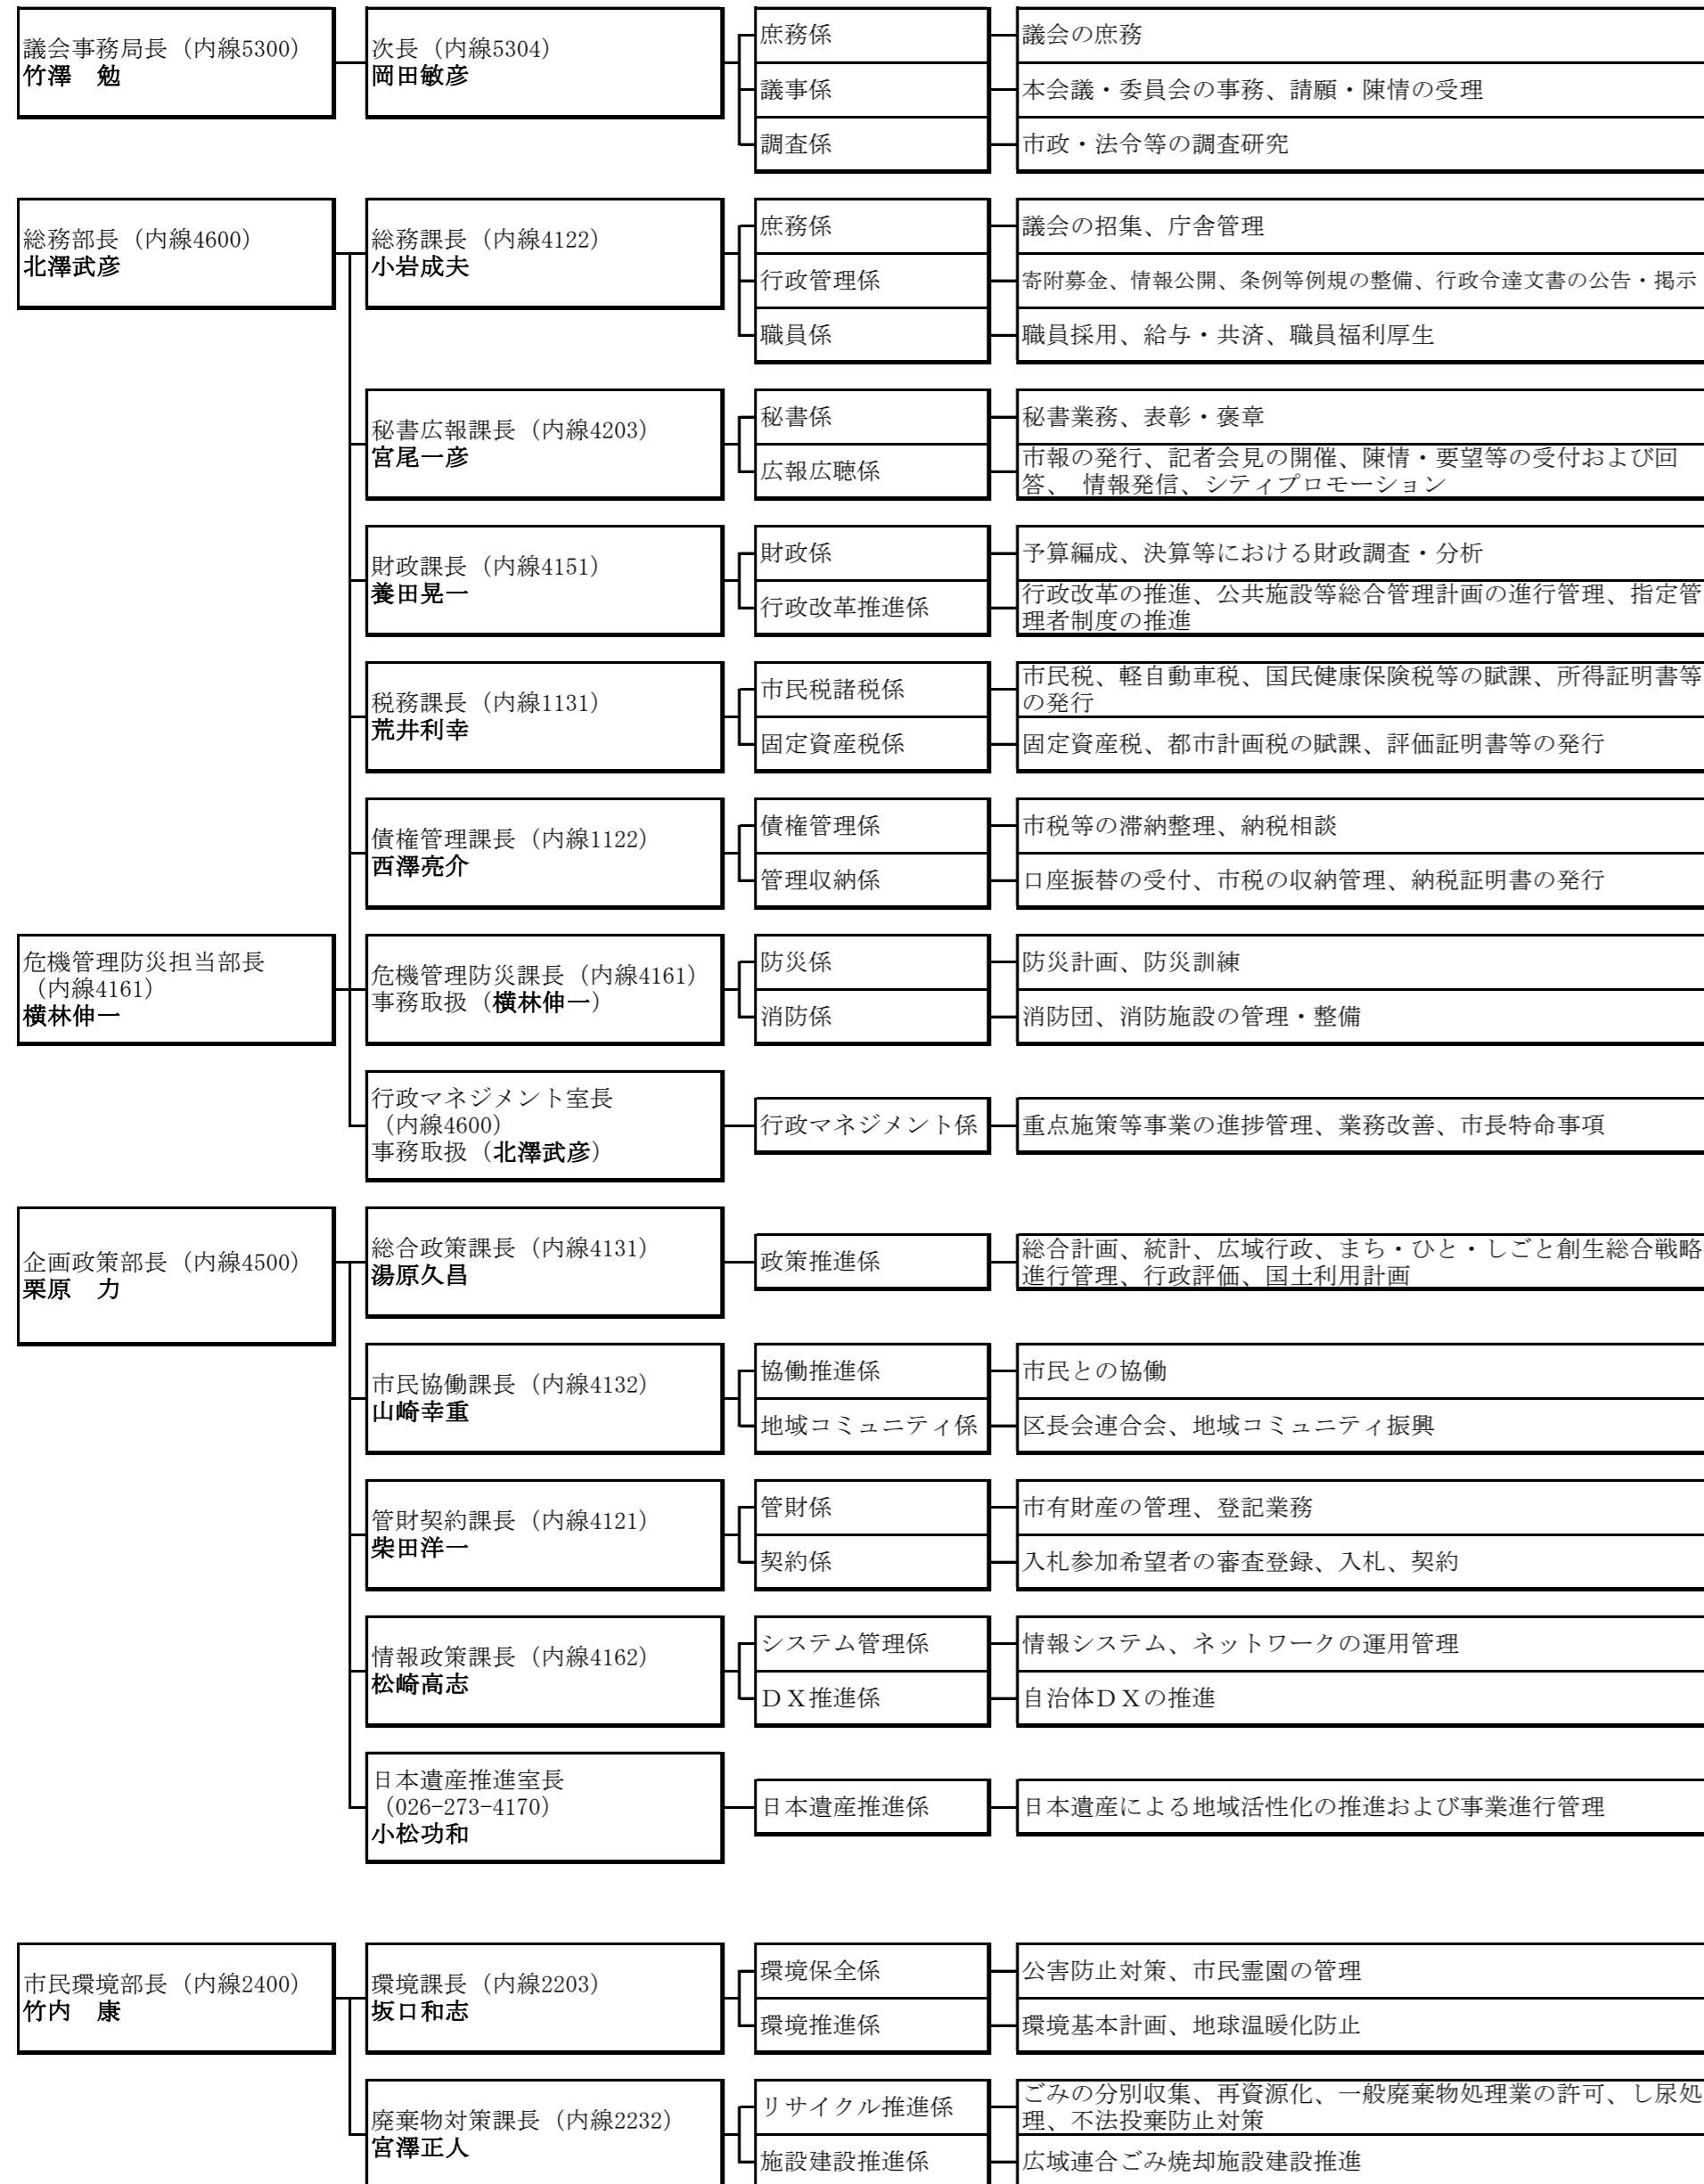 議会事務局長（内線5300）
竹澤　勉
次長（内線5304）
岡田敏彦
庶務係
議会の庶務
議事係
本会議・委員会の事務、請願・陳情の受理
調査係
市政・法令等の調査研究
総務部長（内線4600）
北澤武彦
総務課長（内線4122）
小岩成夫
庶務係
議会の招集、庁舎管理
行政管理係
寄附募金、情報公開、条例等例規の整備、行政令達文書の公告・掲示
職員係
職員採用、給与・共済、職員福利厚生
秘書広報課長（内線4203）
宮尾一彦
秘書係
秘書業務、表彰・褒章
広報広聴係
市報の発行、記者会見の開催、陳情・要望等の受付および回
答、　情報発信、シティプロモーション
財政課長（内線4151）
養田晃一
財政係
予算編成、決算等における財政調査・分析
行政改革推進係
行政改革の推進、公共施設等総合管理計画の進行管理、指定管
理者制度の推進
税務課長（内線1131）
荒井利幸
市民税諸税係
市民税、軽自動車税、国民健康保険税等の賦課、所得証明書等
の発行
固定資産税係
固定資産税、都市計画税の賦課、評価証明書等の発行
債権管理課長（内線1122）
西澤亮介
債権管理係
市税等の滞納整理、納税相談
管理収納係
口座振替の受付、市税の収納管理、納税証明書の発行
危機管理防災担当部長
（内線4161）
横林伸一
危機管理防災課長（内線4161）
事務取扱（横林伸一）
防災係
防災計画、防災訓練
消防係
消防団、消防施設の管理・整備
行政マネジメント室長
（内線4600）
事務取扱（北澤武彦）
行政マネジメント係
重点施策等事業の進捗管理、業務改善、市長特命事項
企画政策部長（内線4500）
栗原　力
総合政策課長（内線4131）
湯原久昌
政策推進係
総合計画、統計、広域行政、まち・ひと・しごと創生総合戦略
進行管理、行政評価、国土利用計画
市民協働課長（内線4132）
山崎幸重
協働推進係
市民との協働
地域コミュニティ係
区長会連合会、地域コミュニティ振興
管財契約課長（内線4121）
柴田洋一
管財係
市有財産の管理、登記業務
契約係
入札参加希望者の審査登録、入札、契約
情報政策課長（内線4162）
松崎高志
システム管理係
情報システム、ネットワークの運用管理
ＤＸ推進係
自治体ＤＸの推進
日本遺産推進室長
（026-273-4170）
小松功和
日本遺産推進係
日本遺産による地域活性化の推進および事業進行管理
市民環境部長（内線2400）
竹内　康
環境課長（内線2203）
坂口和志
環境保全係
公害防止対策、市民霊園の管理
環境推進係
環境基本計画、地球温暖化防止
廃棄物対策課長（内線2232）
宮澤正人
リサイクル推進係
ごみの分別収集、再資源化、一般廃棄物処理業の許可、し尿処
理、不法投棄防止対策
施設建設推進係
広域連合ごみ焼却施設建設推進